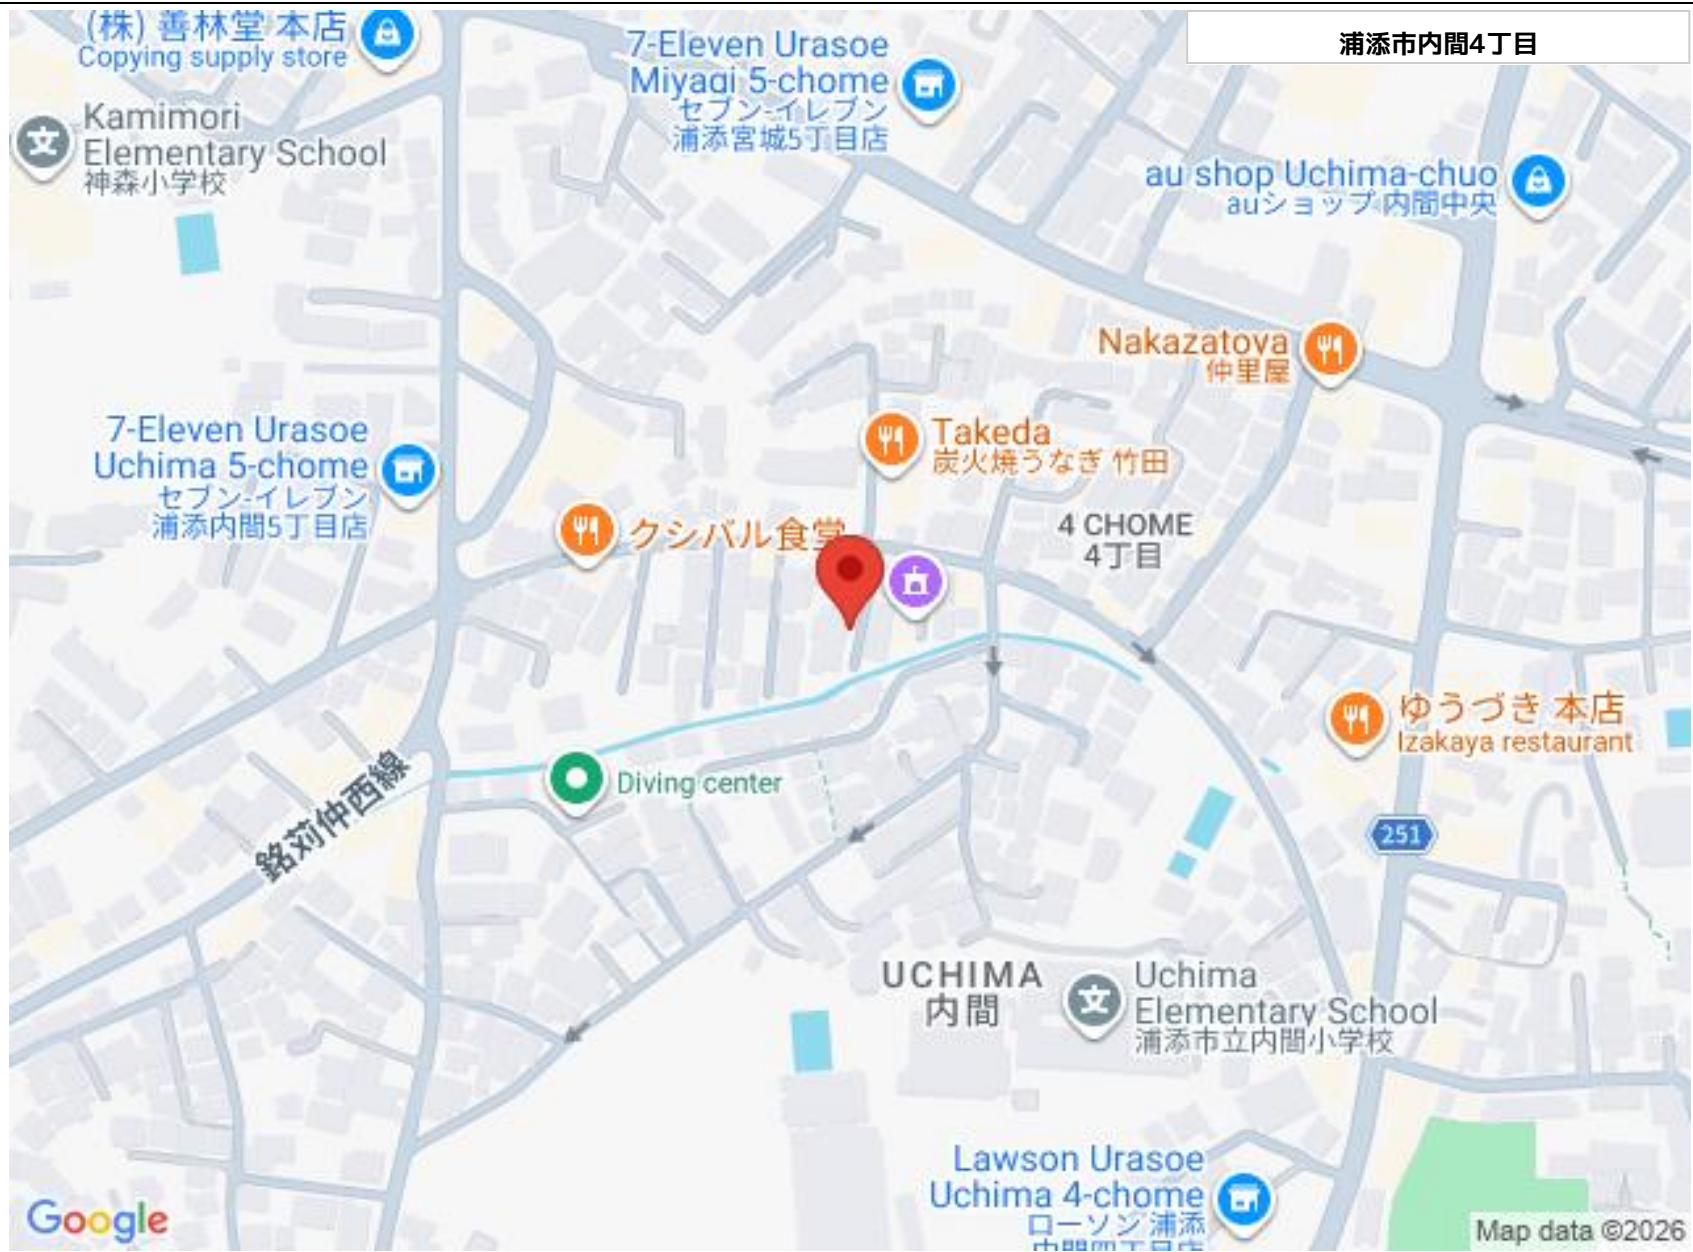 浦添市内間4丁目
(株) 善林堂 本店
Copying supply store
7-Eleven Urasoe
Miyagi 5-chome
セブン-イレブン
浦添宮城5丁目店
Kamimori
Elementary School
神森小学校
au shop Uchima-chuo
auショップ 内間中央
Nakazatoya
仲里屋
7-Eleven Urasoe
Uchima 5-chome
セブン-イレブン
浦添内間5丁目店
Takeda
炭火焼うなぎ 竹田
クシバル食堂
4 CHOME
4丁目
ゆうづき 本店
Izakaya restaurant
Diving center
銘苅仲西線
251
UCHIMA
内間
Uchima
Elementary School
浦添市立内間小学校
Lawson Urasoe
Uchima 4-chome
ローソン 浦添
内間四丁目店
Google
Map data ©2026